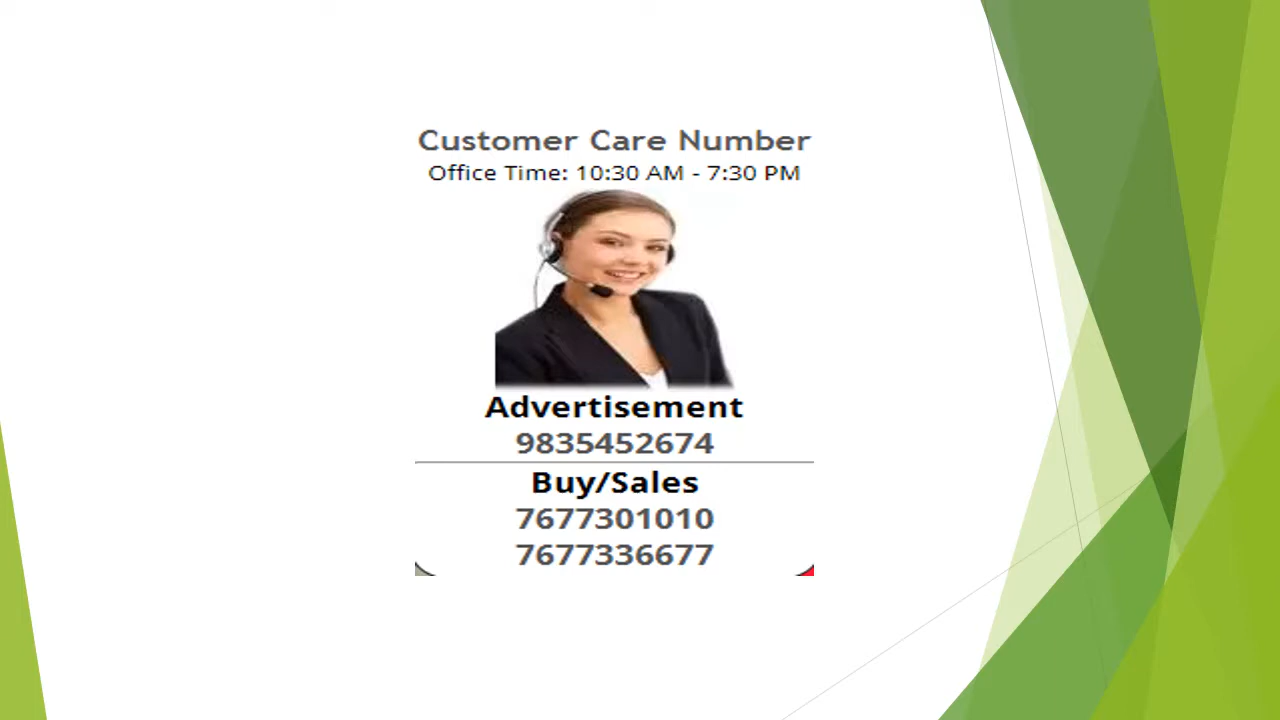 Customer Care Number
Office Time: 10:30 AM - 7:30 PM
Advertisement
9835452674
Buy/Sales
7677301010
7677336677